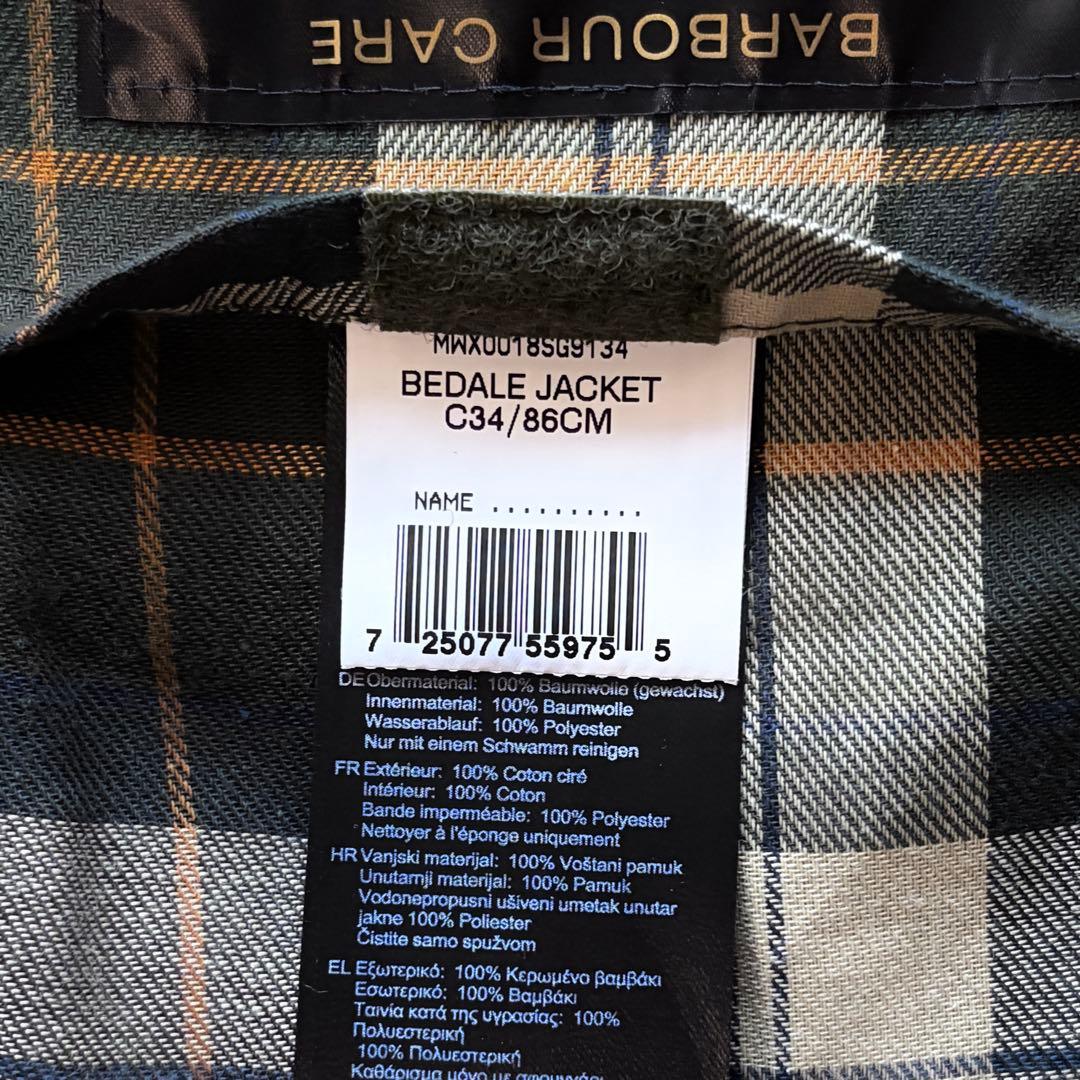 BARBOUR CARE
MWX0018SG9134
BEDALE JACKET
C34/86CM
NAME ..........
7 25077 55975 5
DE Obermaterial: 100% Baumwolle (gewachst)
Innenmaterial: 100% Baumwolle
Wasserablauf: 100% Polyester
Nur mit einem Schwamm reinigen
FR Extérieur: 100% Coton ciré
Intérieur: 100% Coton
Bande imperméable: 100% Polyester
Nettoyer à l'éponge uniquement
HR Vanjski materijal: 100% Voštani pamuk
Unutarnji materijal: 100% Pamuk
Vodonepropusni ušiveni umetak unutar
jakne 100% Poliester
Čistite samo spužvom
EL Εξωτερικό: 100% Κερωμένο βαμβάκι
Εσωτερικό: 100% Βαμβάκι
Ταινία κατά της υγρασίας: 100%
Πολυεστερική
100% Πολυεστερική
Καθάρισμα μόνο με σφουγγάρι